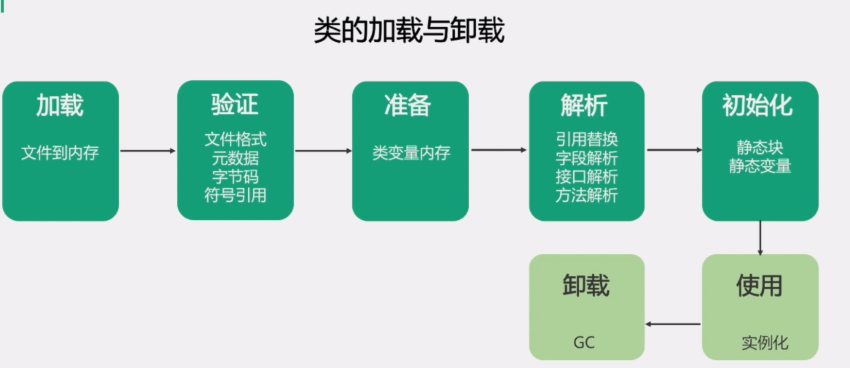 类的加载与卸载
加载
文件到内存
验证
文件格式
元数据
字节码
符号引用
准备
类变量内存
解析
引用替换
字段解析
接口解析
方法解析
初始化
静态块
静态变量
使用
实例化
卸载
GC